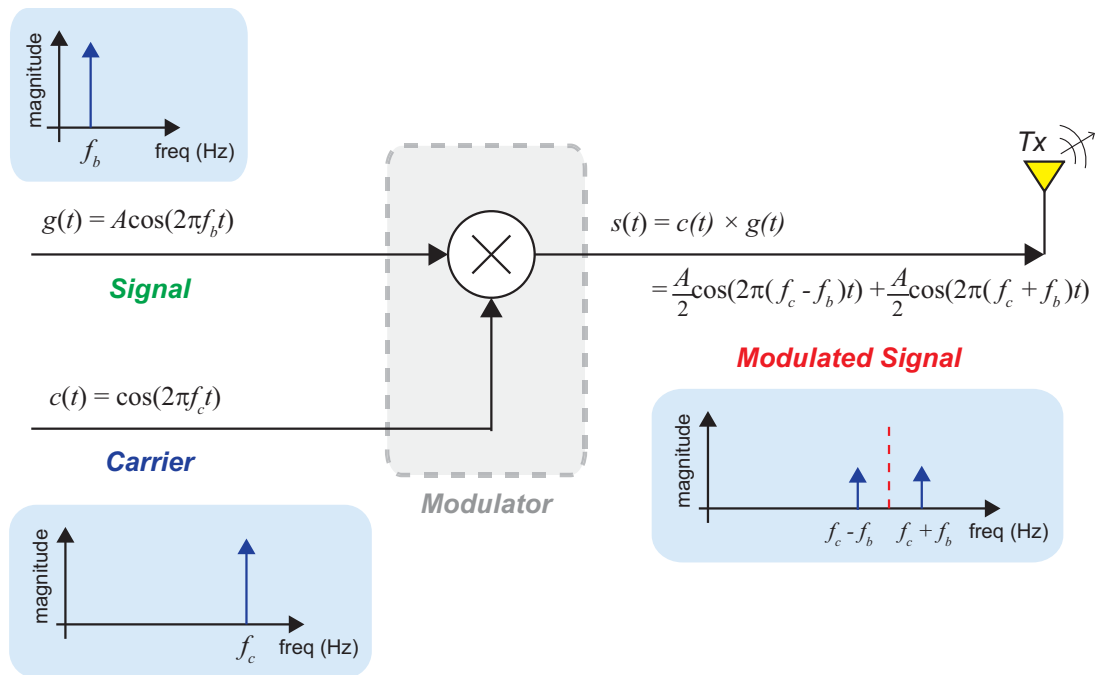 magnitude
f_b
freq (Hz)
g(t) = Acos(2πf_bt)
Signal
c(t) = cos(2πf_ct)
Carrier
magnitude
f_c
freq (Hz)
Modulator
Tx
s(t) = c(t) × g(t)
= A/2 cos(2π(f_c - f_b)t) + A/2 cos(2π(f_c + f_b)t)
Modulated Signal
magnitude
f_c - f_b
f_c + f_b
freq (Hz)